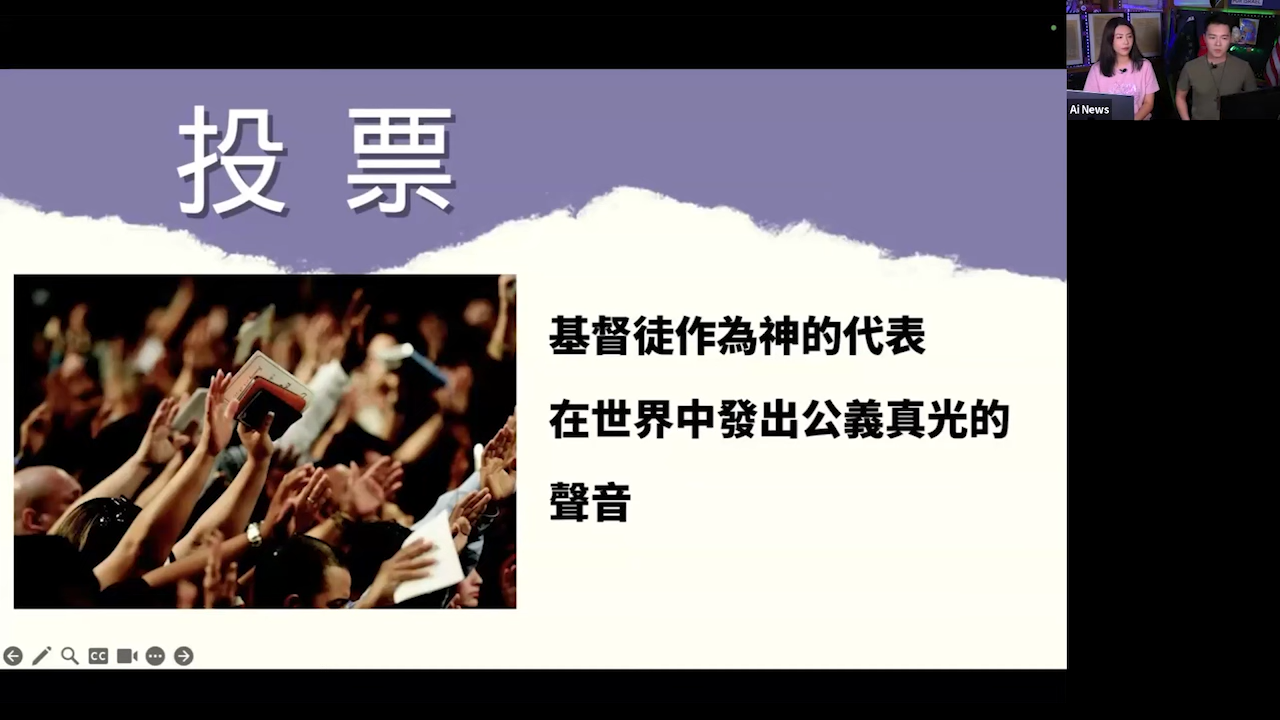 投票
基督徒作為神的代表
在世界中發出公義真光的
聲音
Ai News
CC